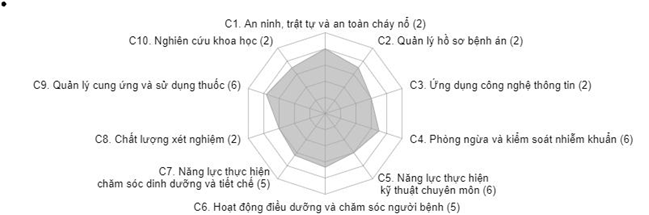 C1. An ninh, trật tự và an toàn cháy nổ (2)
C10. Nghiên cứu khoa học (2)
C2. Quản lý hồ sơ bệnh án (2)
C9. Quản lý cung ứng và sử dụng thuốc (6)
C3. Ứng dụng công nghệ thông tin (2)
C8. Chất lượng xét nghiệm (2)
C4. Phòng ngừa và kiểm soát nhiễm khuẩn (6)
C7. Năng lực thực hiện
chăm sóc dinh dưỡng và tiết chế (5)
C5. Năng lực thực hiện
kỹ thuật chuyên môn (6)
C6. Hoạt động điều dưỡng và chăm sóc người bệnh (5)